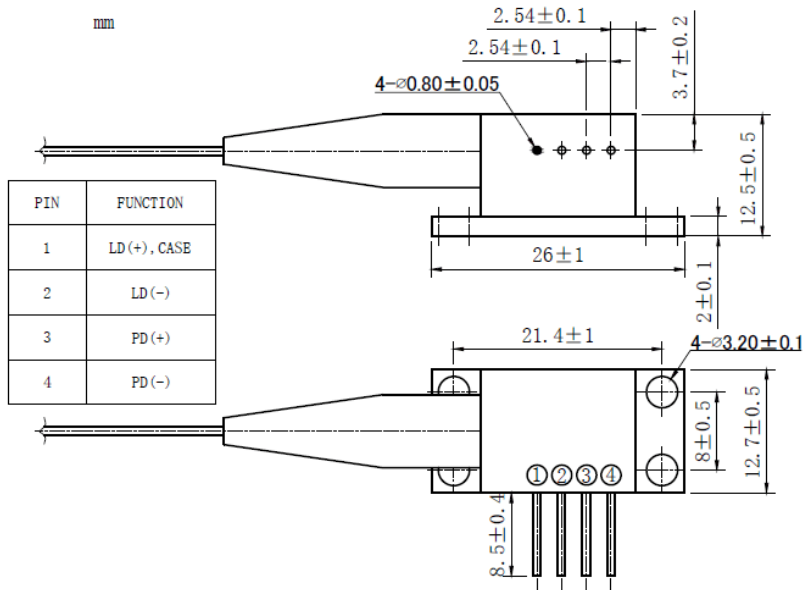 mm
2.54±0.1
2.54±0.1
3.7±0.2
4-⌀0.80±0.05
12.5±0.5
PIN FUNCTION
1 LD(+), CASE
2 LD(-)
3 PD(+)
4 PD(-)
26±1
2±0.1
21.4±1
4-⌀3.20±0.1
8±0.5
12.7±0.5
① ② ③ ④
8.5±0.4